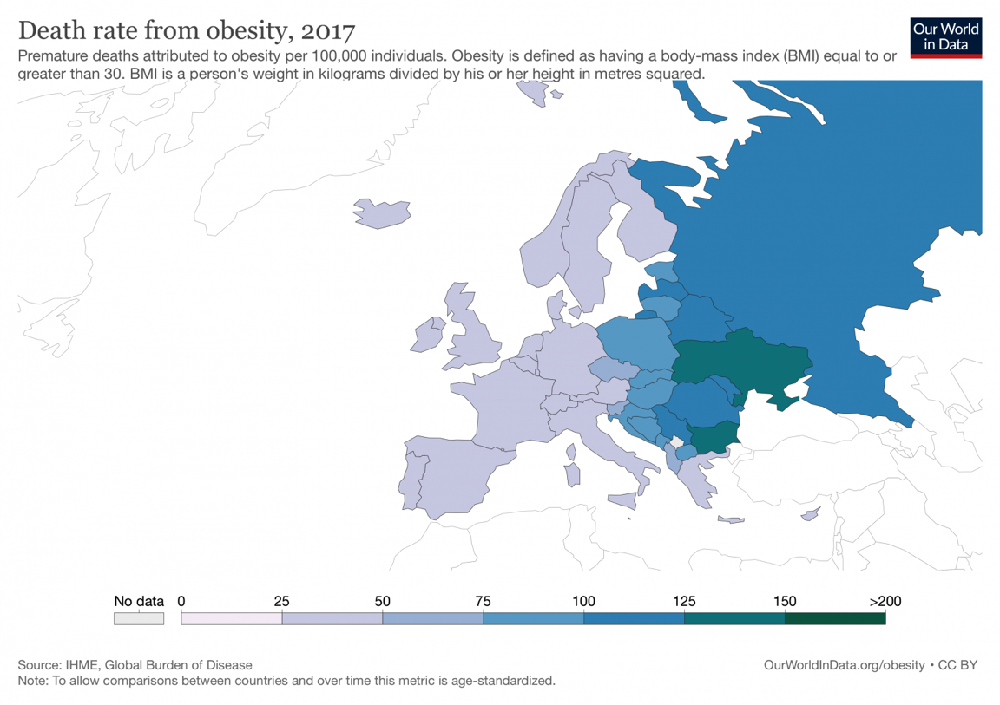 Death rate from obesity, 2017
Our World
in Data
Premature deaths attributed to obesity per 100,000 individuals. Obesity is defined as having a body-mass index (BMI) equal to or
greater than 30. BMI is a person's weight in kilograms divided by his or her height in metres squared.
No data 0 25 50 75 100 125 150 >200
Source: IHME, Global Burden of Disease
OurWorldInData.org/obesity • CC BY
Note: To allow comparisons between countries and over time this metric is age-standardized.